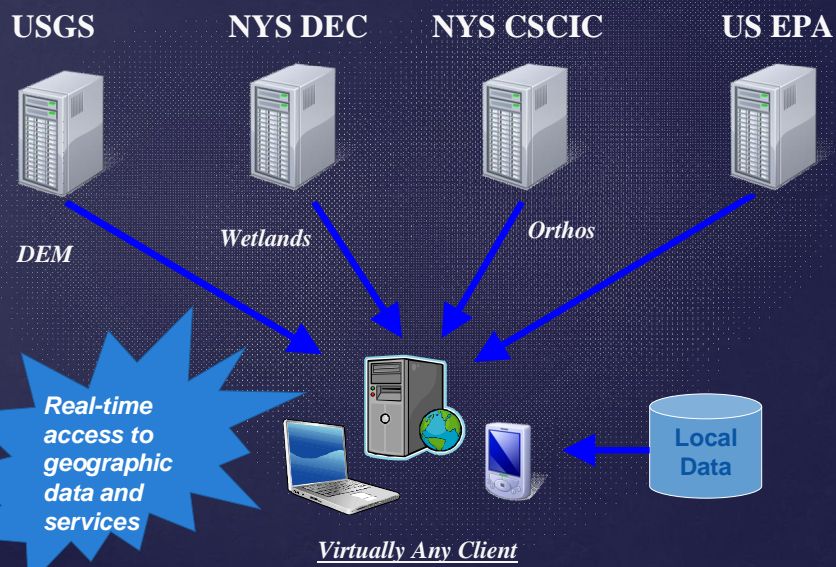 USGS
NYS DEC
NYS CSCIC
US EPA
DEM
Wetlands
Orthos
Real-time
access to
geographic
data and
services
Local
Data
Virtually Any Client